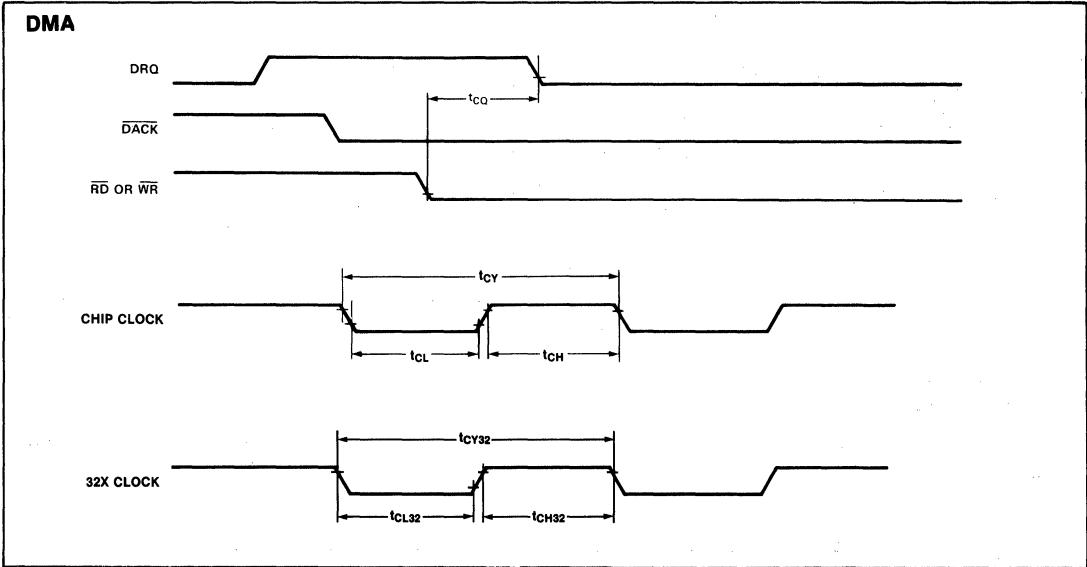 DMA
DRQ
tCQ
DACK
RD OR WR
tCY
CHIP CLOCK
tCL
tCH
tCY32
32X CLOCK
tCL32
tCH32